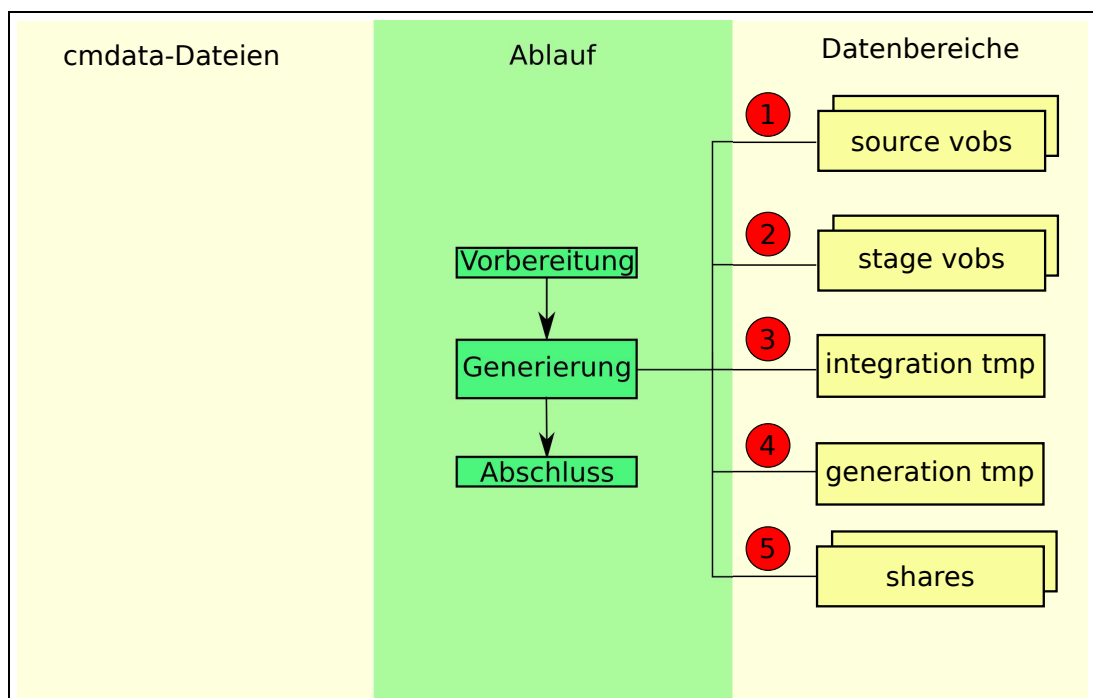 cmdata-Dateien
Ablauf
Datenbereiche
1
source vobs
2
stage vobs
Vorbereitung
3
Generierung
integration tmp
4
Abschluss
generation tmp
5
shares